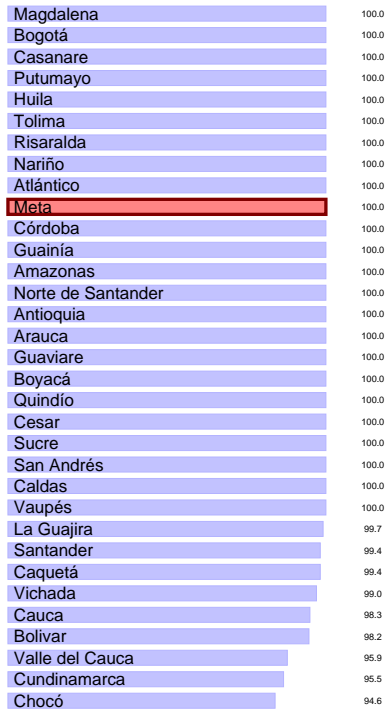 Magdalena 100.0
Bogotá 100.0
Casanare 100.0
Putumayo 100.0
Huila 100.0
Tolima 100.0
Risaralda 100.0
Nariño 100.0
Atlántico 100.0
Meta 100.0
Córdoba 100.0
Guainía 100.0
Amazonas 100.0
Norte de Santander 100.0
Antioquia 100.0
Arauca 100.0
Guaviare 100.0
Boyacá 100.0
Quindío 100.0
Cesar 100.0
Sucre 100.0
San Andrés 100.0
Caldas 100.0
Vaupés 100.0
La Guajira 99.7
Santander 99.4
Caquetá 99.4
Vichada 99.0
Cauca 98.3
Bolivar 98.2
Valle del Cauca 95.9
Cundinamarca 95.5
Chocó 94.6